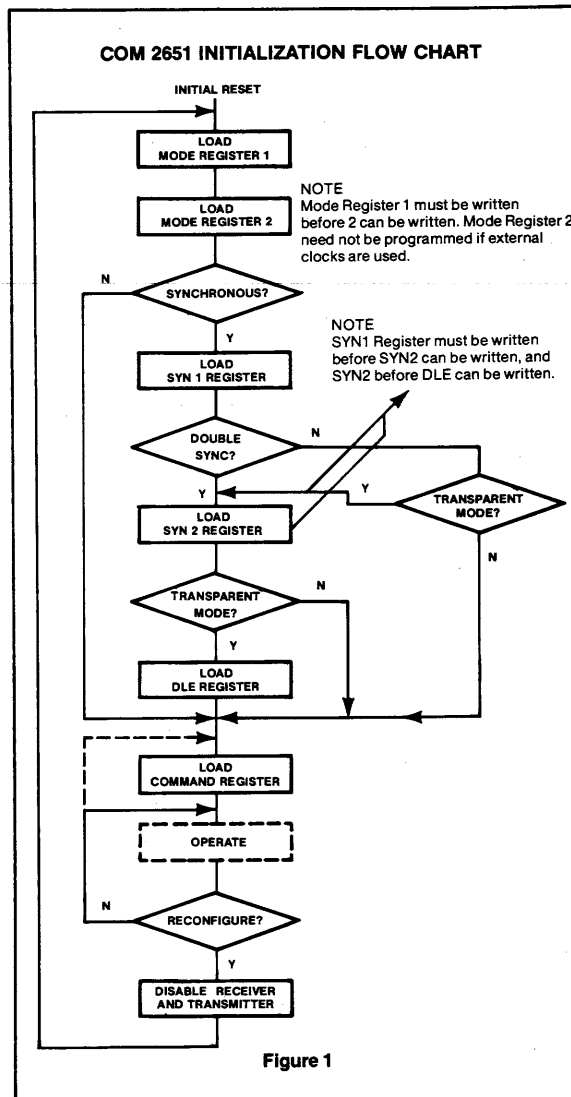 COM 2651 INITIALIZATION FLOW CHART
INITIAL RESET
LOAD
MODE REGISTER 1
LOAD
MODE REGISTER 2
NOTE
Mode Register 1 must be written
before 2 can be written. Mode Register 2
need not be programmed if external
clocks are used.
N
SYNCHRONOUS?
Y
NOTE
SYN1 Register must be written
before SYN2 can be written, and
SYN2 before DLE can be written.
LOAD
SYN 1 REGISTER
DOUBLE
SYNC?
N
Y
Y
TRANSPARENT
MODE?
LOAD
SYN 2 REGISTER
N
TRANSPARENT
MODE?
N
Y
LOAD
DLE REGISTER
LOAD
COMMAND REGISTER
OPERATE
N
RECONFIGURE?
Y
DISABLE RECEIVER
AND TRANSMITTER
Figure 1